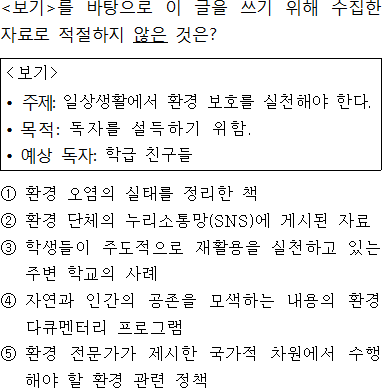 <보기>를 바탕으로 이 글을 쓰기 위해 수집한
자료로 적절하지 않은 것은?
<보기>
• 주제: 일상생활에서 환경 보호를 실천해야 한다.
• 목적: 독자를 설득하기 위함.
• 예상 독자: 학급 친구들
① 환경 오염의 실태를 정리한 책
② 환경 단체의 누리소통망(SNS)에 게시된 자료
③ 학생들이 주도적으로 재활용을 실천하고 있는
주변 학교의 사례
④ 자연과 인간의 공존을 모색하는 내용의 환경
다큐멘터리 프로그램
⑤ 환경 전문가가 제시한 국가적 차원에서 수행
해야 할 환경 관련 정책